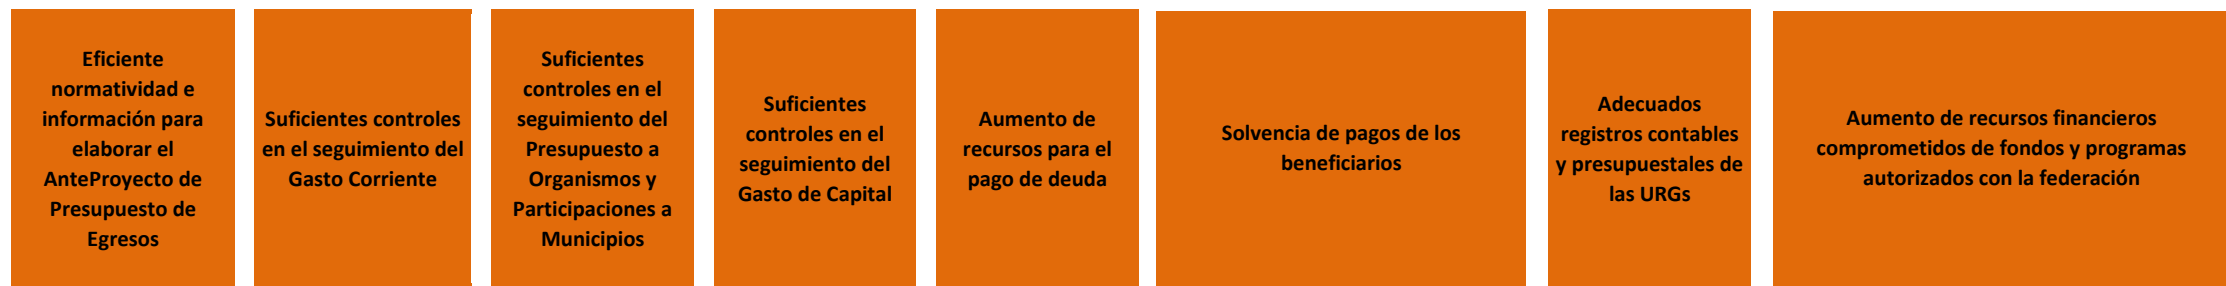 Eficiente
normatividad e
información para
elaborar el
AnteProyecto de
Presupuesto de
Egresos
Suficientes controles
en el seguimiento del
Gasto Corriente
Suficientes
controles en el
seguimiento del
Presupuesto a
Organismos y
Participaciones a
Municipios
Suficientes
controles en el
seguimiento del
Gasto de Capital
Aumento de
recursos para el
pago de deuda
Solvencia de pagos de los
beneficiarios
Adecuados
registros contables
y presupuestales de
las URGs
Aumento de recursos financieros
comprometidos de fondos y programas
autorizados con la federación